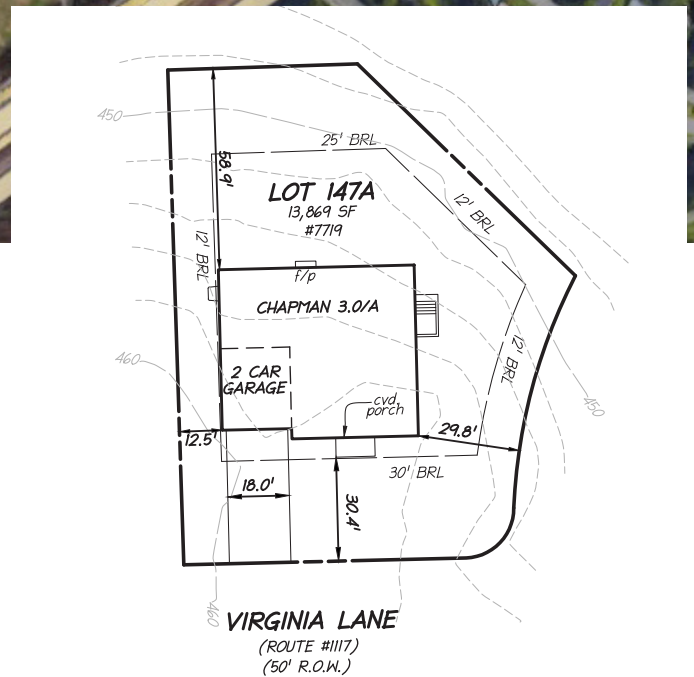 450
25' BRL
58.9'
LOT 147A
13,869 SF
#7719
12' BRL
12' BRL
f/p
CHAPMAN 3.0/A
460
2 CAR
GARAGE
12' BRL
cvd.
porch
450
12.5'
29.8'
30' BRL
18.0'
30.4'
460
VIRGINIA LANE
(ROUTE #1117)
(50' R.O.W.)